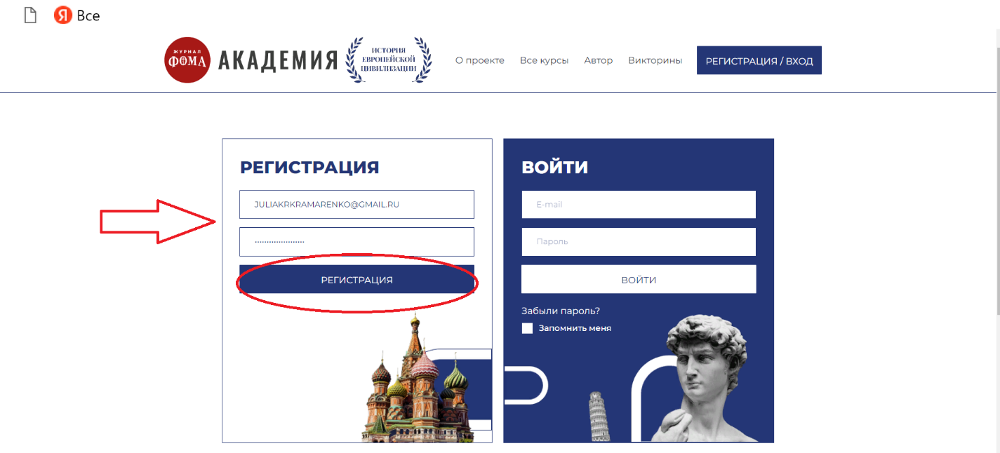 Я Все
ЖУРНАЛ
ФОМА
АКАДЕМИЯ
ИСТОРИЯ
ЕВРОПЕЙСКОЙ
ЦИВИЛИЗАЦИИ
О проекте Все курсы Автор Викторины РЕГИСТРАЦИЯ / ВХОД
РЕГИСТРАЦИЯ
JULIAKRKRAMARENKO@GMAIL.RU
РЕГИСТРАЦИЯ
ВОЙТИ
E-mail
Пароль
ВОЙТИ
Забыли пароль?
Запомнить меня